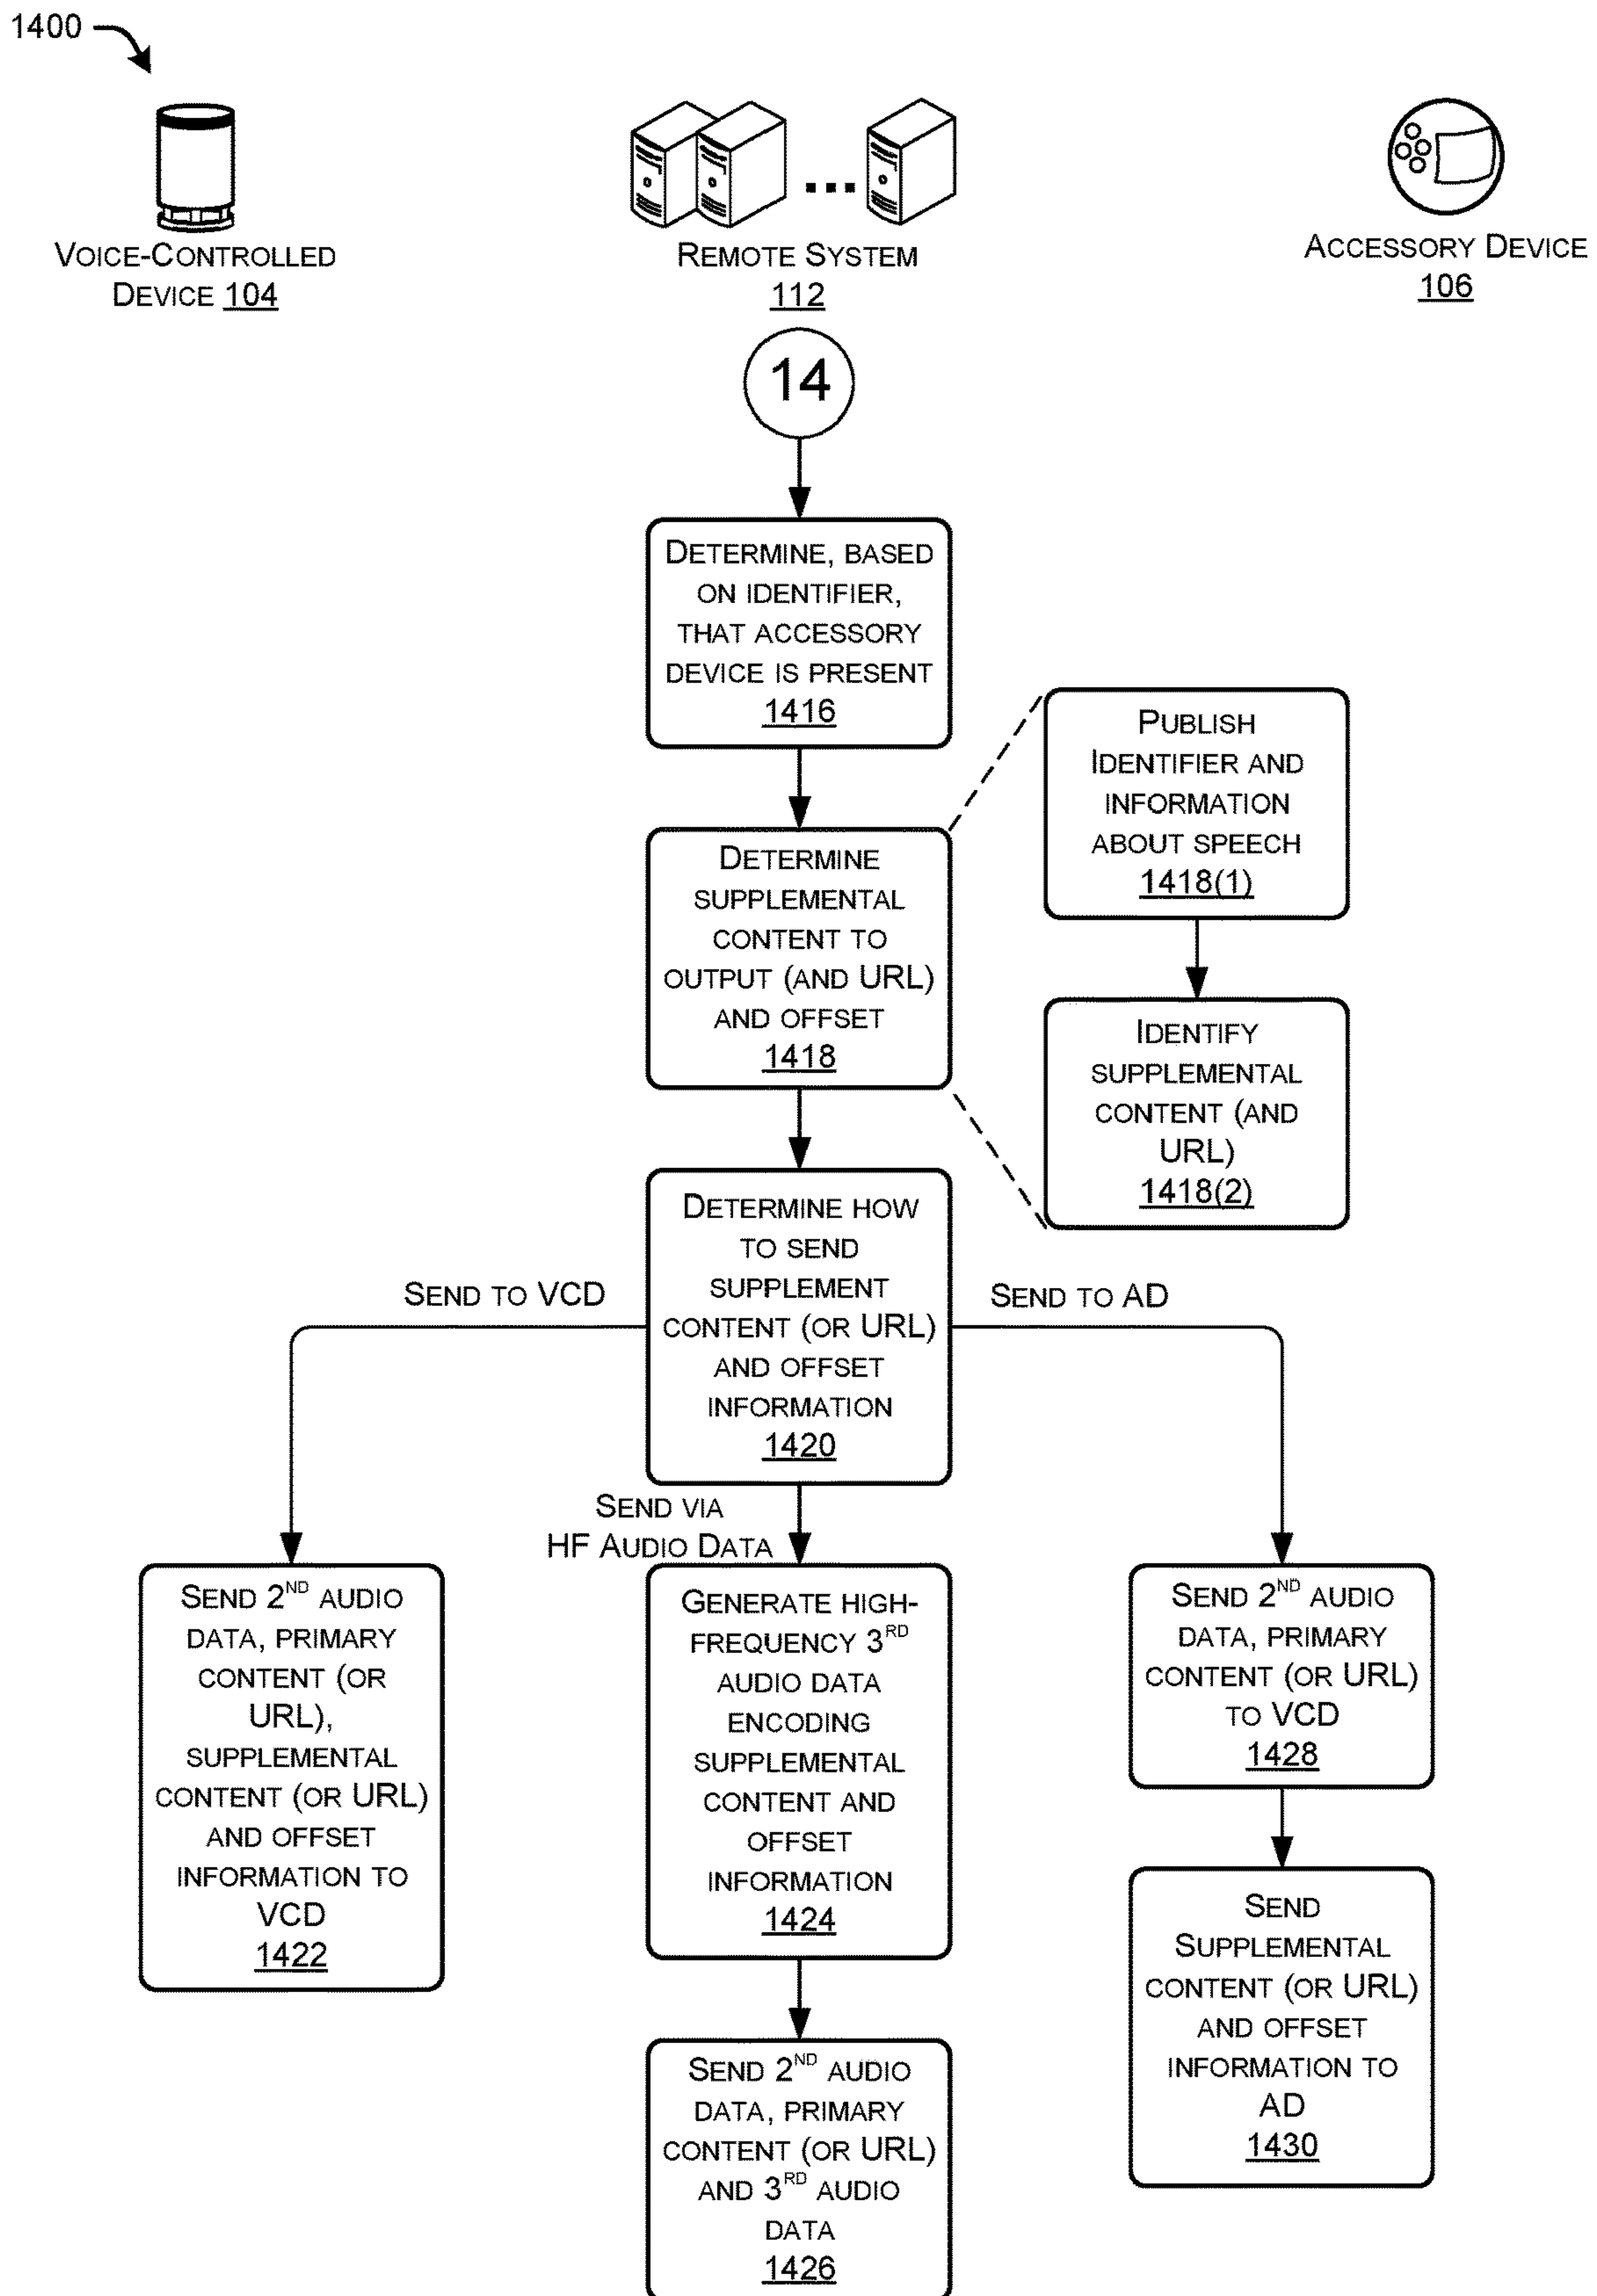 1400
VOICE-CONTROLLED
DEVICE 104
REMOTE SYSTEM
112
ACCESSORY DEVICE
106
14
DETERMINE, BASED
ON IDENTIFIER,
THAT ACCESSORY
DEVICE IS PRESENT
1416
PUBLISH
IDENTIFIER AND
INFORMATION
ABOUT SPEECH
1418(1)
DETERMINE
SUPPLEMENTAL
CONTENT TO
OUTPUT (AND URL)
AND OFFSET
1418
IDENTIFY
SUPPLEMENTAL
CONTENT (AND
URL)
1418(2)
DETERMINE HOW
TO SEND
SUPPLEMENT
CONTENT (OR URL)
AND OFFSET
INFORMATION
1420
SEND TO VCD
SEND TO AD
SEND VIA
HF AUDIO DATA
SEND 2ND AUDIO
DATA, PRIMARY
CONTENT (OR
URL),
SUPPLEMENTAL
CONTENT (OR URL)
AND OFFSET
INFORMATION TO
VCD
1422
GENERATE HIGH-
FREQUENCY 3RD
AUDIO DATA
ENCODING
SUPPLEMENTAL
CONTENT AND
OFFSET
INFORMATION
1424
SEND 2ND AUDIO
DATA, PRIMARY
CONTENT (OR URL)
TO VCD
1428
SEND
SUPPLEMENTAL
CONTENT (OR URL)
AND OFFSET
INFORMATION TO
AD
1430
SEND 2ND AUDIO
DATA, PRIMARY
CONTENT (OR URL)
AND 3RD AUDIO
DATA
1426